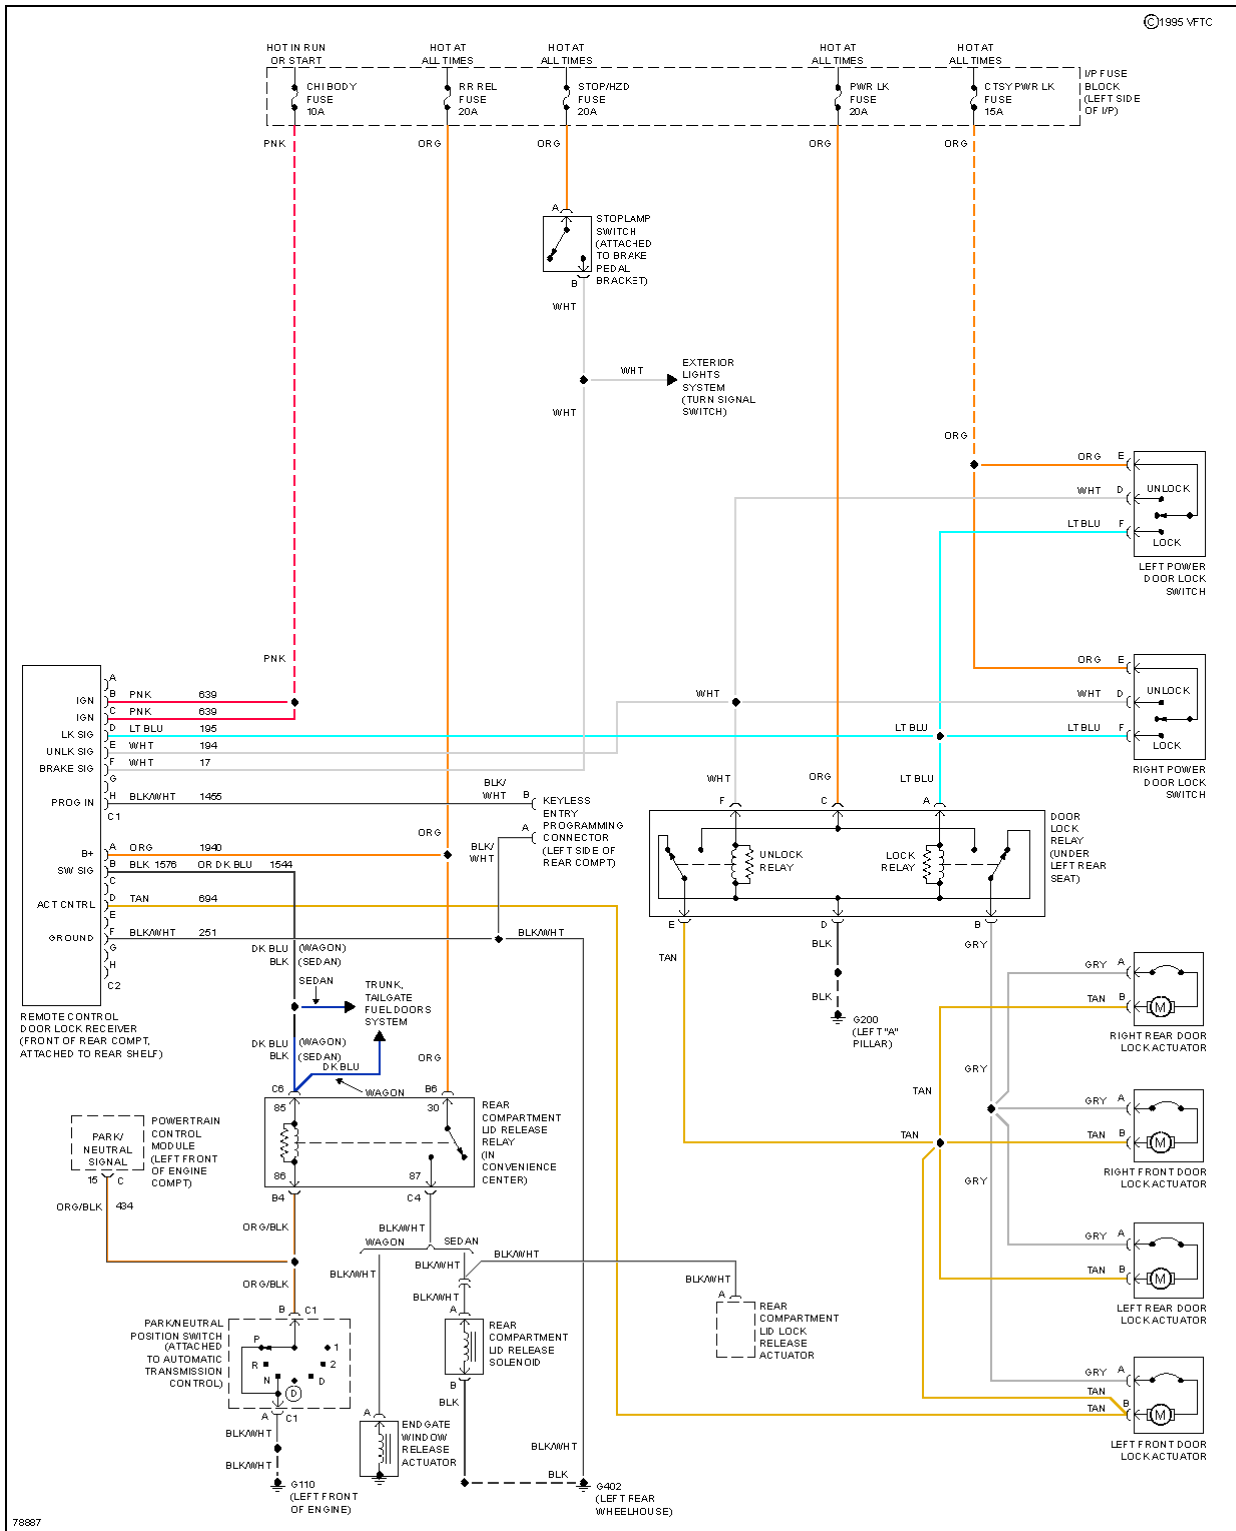 ©1995 VFTC
HOT IN RUN
OR START
HOT AT
ALL TIMES
HOT AT
ALL TIMES
HOT AT
ALL TIMES
HOT AT
ALL TIMES
CHI BODY
FUSE
10A
RR REL
FUSE
20A
STOP/HZD
FUSE
20A
PWR LK
FUSE
20A
CTSY PWR LK
FUSE
15A
I/P FUSE
BLOCK
(LEFT SIDE
OF I/P)
PNK
ORG
ORG
ORG
ORG
A
STOPLAMP
SWITCH
(ATTACHED
TO BRAKE
PEDAL
BRACKET)
B
WHT
WHT
EXTERIOR
LIGHTS
SYSTEM
(TURN SIGNAL
SWITCH)
WHT
ORG
ORG E
WHT D
UNLOCK
LT BLU F
LOCK
LEFT POWER
DOOR LOCK
SWITCH
PNK
ORG E
WHT
WHT D
UNLOCK
LT BLU
LT BLU F
LOCK
RIGHT POWER
DOOR LOCK
SWITCH
A
IGN B PNK 639
IGN C PNK 639
LK SIG D LT BLU 195
UNLK SIG E WHT 194
BRAKE SIG F WHT 17
G
PROG IN H BLK/WHT 1455
C1
B+ A ORG 1940
SW SIG B BLK 1576 OR DK BLU 1544
C
ACT CNTRL D TAN 694
E
GROUND F BLK/WHT 251
G
H
C2
REMOTE CONTROL
DOOR LOCK RECEIVER
(FRONT OF REAR COMPT,
ATTACHED TO REAR SHELF)
BLK/
WHT
B
A
KEYLESS
ENTRY
PROGRAMMING
CONNECTOR
(LEFT SIDE OF
REAR COMPT)
BLK/
WHT
ORG
BLK/WHT
WHT
ORG
LT BLU
F
C
A
UNLOCK
RELAY
LOCK
RELAY
DOOR
LOCK
RELAY
(UNDER
LEFT REAR
SEAT)
E
D
B
TAN
BLK
GRY
BLK
G200
(LEFT "A"
PILLAR)
DK BLU (WAGON)
BLK (SEDAN)
SEDAN
TRUNK,
TAILGATE
FUEL DOORS
SYSTEM
DK BLU (WAGON)
BLK (SEDAN)
DK BLU
WAGON
ORG
C6
B6
85
30
86
87
B4
C4
REAR
COMPARTMENT
LID RELEASE
RELAY
(IN
CONVENIENCE
CENTER)
PARK/
NEUTRAL
SIGNAL
POWERTRAIN
CONTROL
MODULE
(LEFT FRONT
OF ENGINE
COMPT)
15 C
ORG/BLK 434
ORG/BLK
ORG/BLK
BLK/WHT
WAGON
SEDAN
BLK/WHT
BLK/WHT
BLK/WHT
BLK/WHT
BLK/WHT
A
REAR
COMPARTMENT
LID LOCK
RELEASE
ACTUATOR
A
REAR
COMPARTMENT
LID RELEASE
SOLENOID
B
BLK
B C1
PARK/NEUTRAL
POSITION SWITCH
(ATTACHED
TO AUTOMATIC
TRANSMISSION
CONTROL)
P
R
N
D
D
2
1
A C1
BLK/WHT
BLK/WHT
G110
(LEFT FRONT
OF ENGINE)
A
ENDGATE
WINDOW
RELEASE
ACTUATOR
BLK/WHT
BLK
G402
(LEFT REAR
WHEELHOUSE)
GRY A
TAN B
M
RIGHT REAR DOOR
LOCK ACTUATOR
GRY
TAN
GRY A
TAN
TAN B
M
RIGHT FRONT DOOR
LOCK ACTUATOR
GRY
GRY A
TAN B
M
LEFT REAR DOOR
LOCK ACTUATOR
GRY A
TAN
TAN B
M
LEFT FRONT DOOR
LOCK ACTUATOR
78887